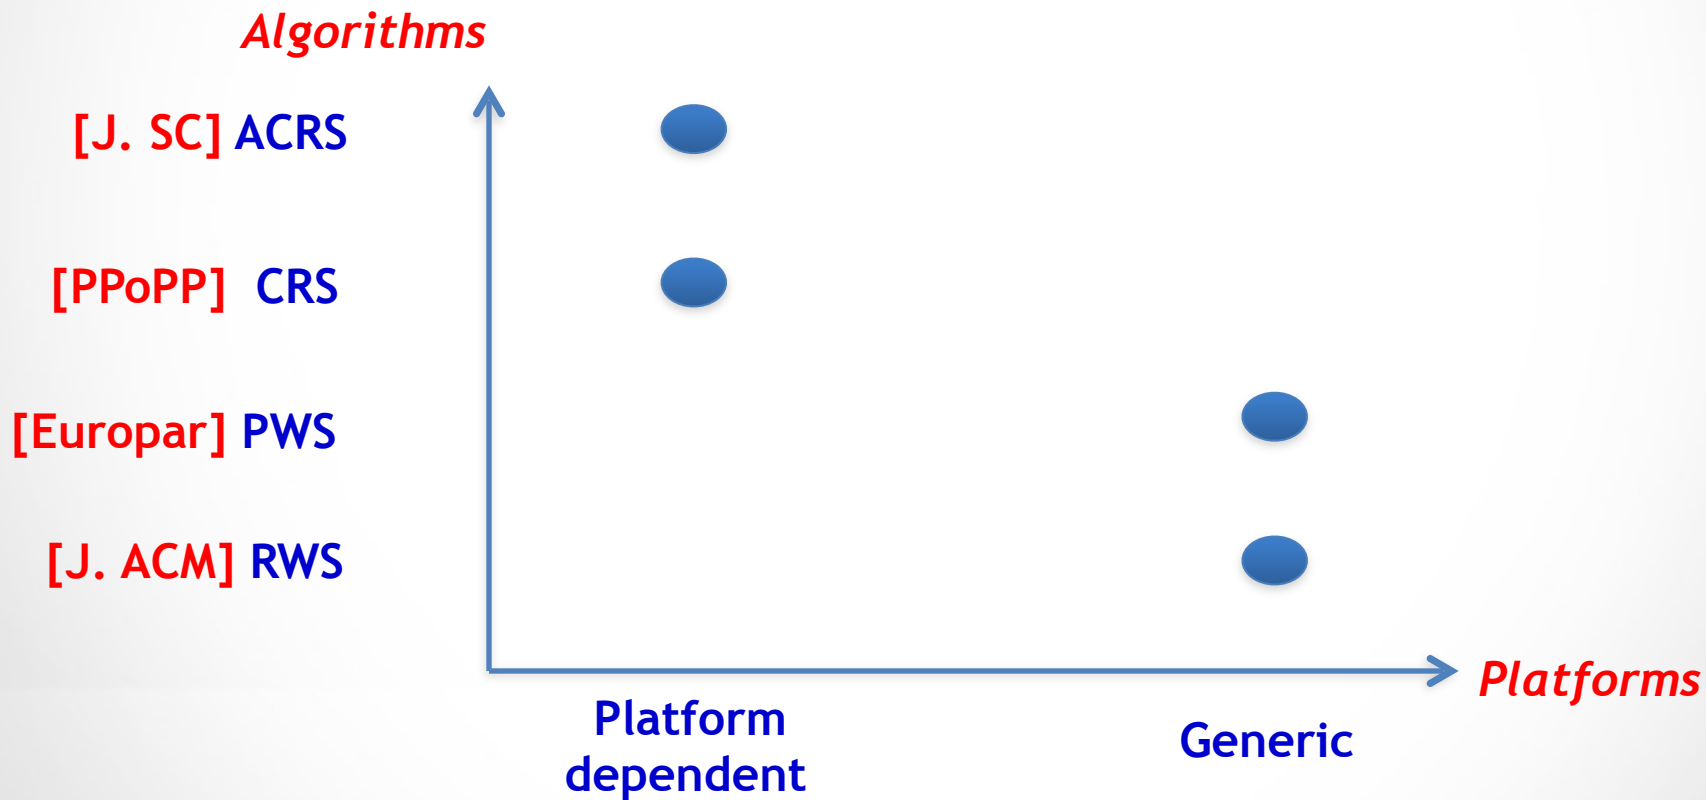 Algorithms
[J. SC] ACRS
[PPoPP] CRS
[Europar] PWS
[J. ACM] RWS
Platforms
Platform
dependent
Generic